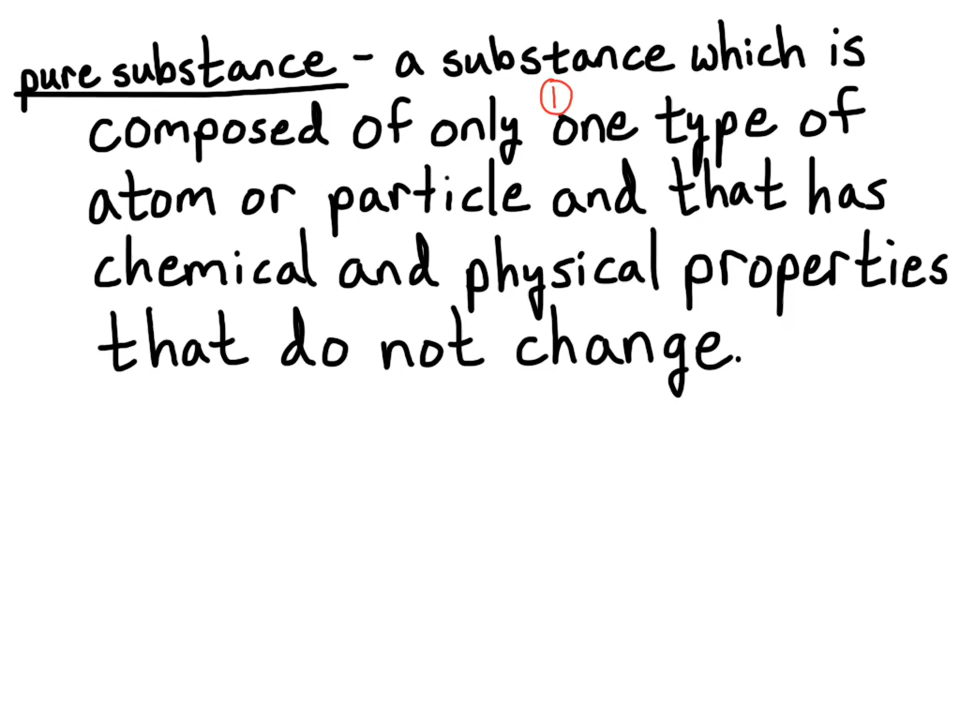 pure substance - a substance which is
①
composed of only one type of
atom or particle and that has
chemical and physical properties
that do not change.